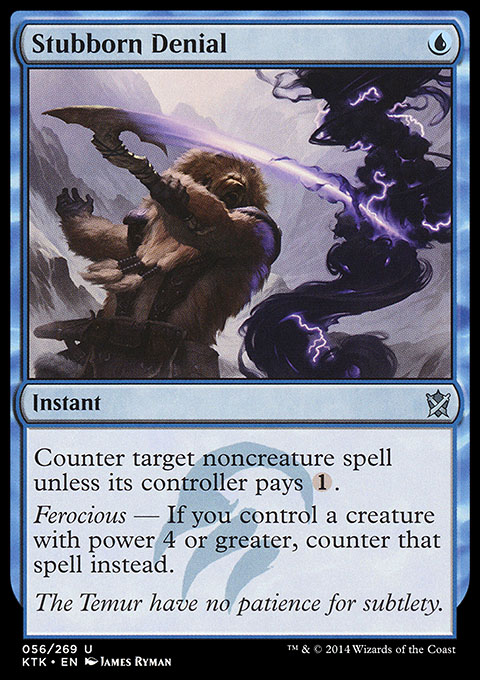 Stubborn Denial
Instant
Counter target noncreature spell
unless its controller pays 1.
Ferocious — If you control a creature
with power 4 or greater, counter that
spell instead.
The Temur have no patience for subtlety.
056/269 U
KTK • EN JAMES RYMAN
™ & © 2014 Wizards of the Coast